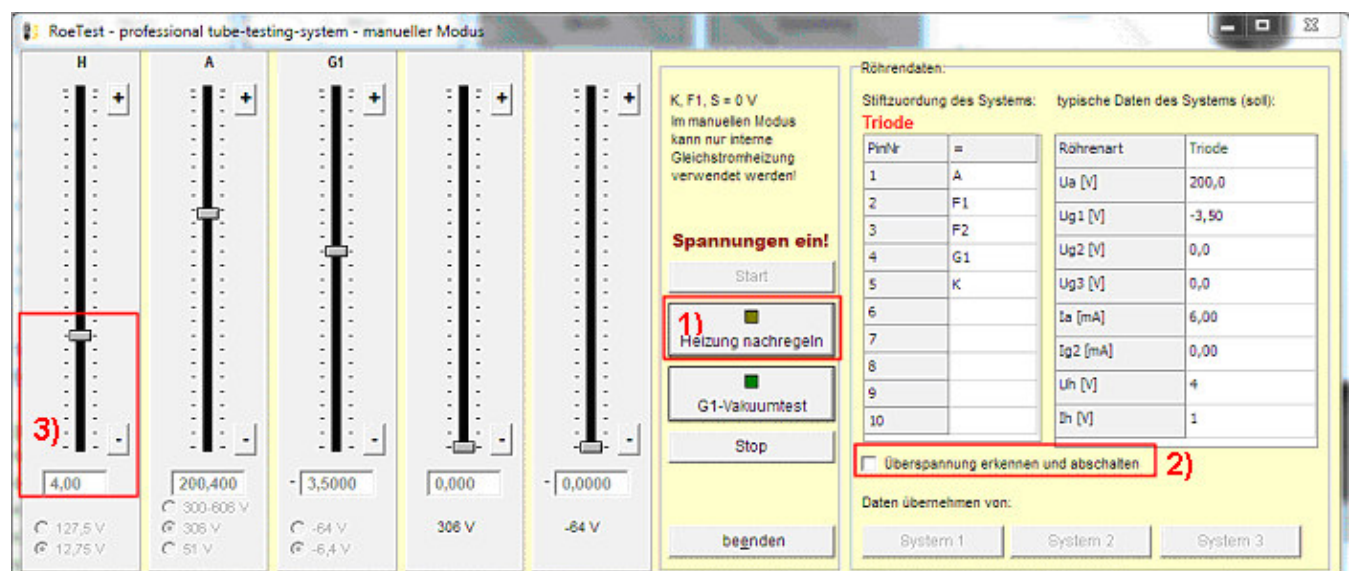 RoeTest - professional tube-testing-system - manueller Modus
H
A
G1
+
+
+
+
+
-
-
-
-
-
3)
4,00
200,400
- 3,5000
0,000
- 0,0000
127,5 V
12,75 V
300-606 V
306 V
51 V
-64 V
-6,4 V
306 V
-64 V
K, F1, S = 0 V
Im manuellen Modus
kann nur interne
Gleichstromheizung
verwendet werden!
Spannungen ein!
Start
1)
Heizung nachregeln
G1-Vakuumtest
Stop
beenden
Röhrendaten:
Stiftzuordung des Systems:
Triode
PinNr =
1 A
2 F1
3 F2
4 G1
5 K
6
7
8
9
10
typische Daten des Systems (soll):
Röhrenart Triode
Ua [V] 200,0
Ug1 [V] -3,50
Ug2 [V] 0,0
Ug3 [V] 0,0
Ia [mA] 6,00
Ig2 [mA] 0,00
Uh [V] 4
Ih [V] 1
Überspannung erkennen und abschalten
2)
Daten übernehmen von:
System 1
System 2
System 3